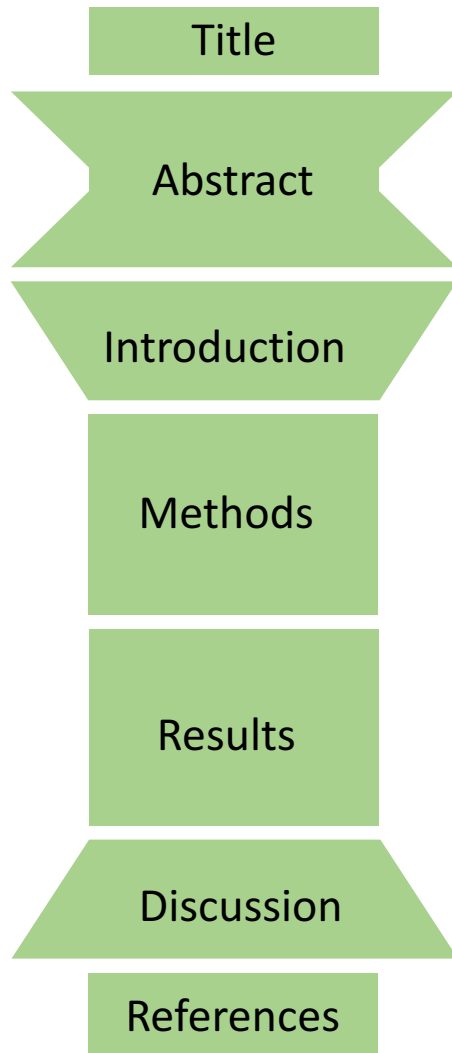 Title
Abstract
Introduction
Methods
Results
Discussion
References